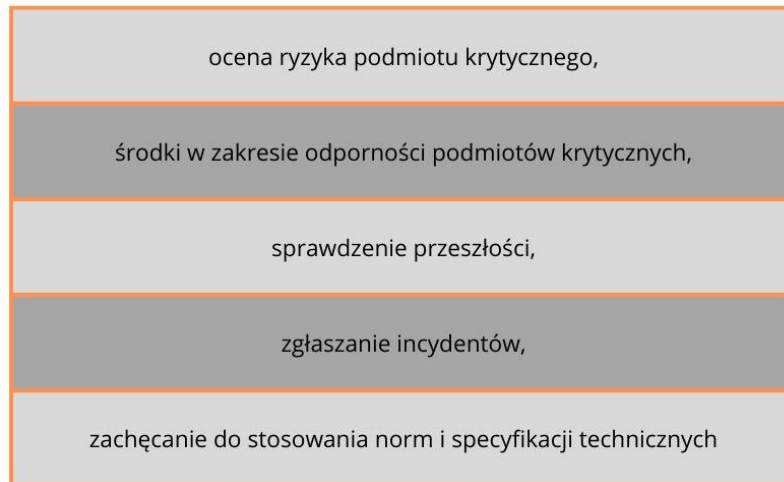 ocena ryzyka podmiotu krytycznego,
środki w zakresie odporności podmiotów krytycznych,
sprawdzenie przeszłości,
zgłaszanie incydentów,
zachęcanie do stosowania norm i specyfikacji technicznych